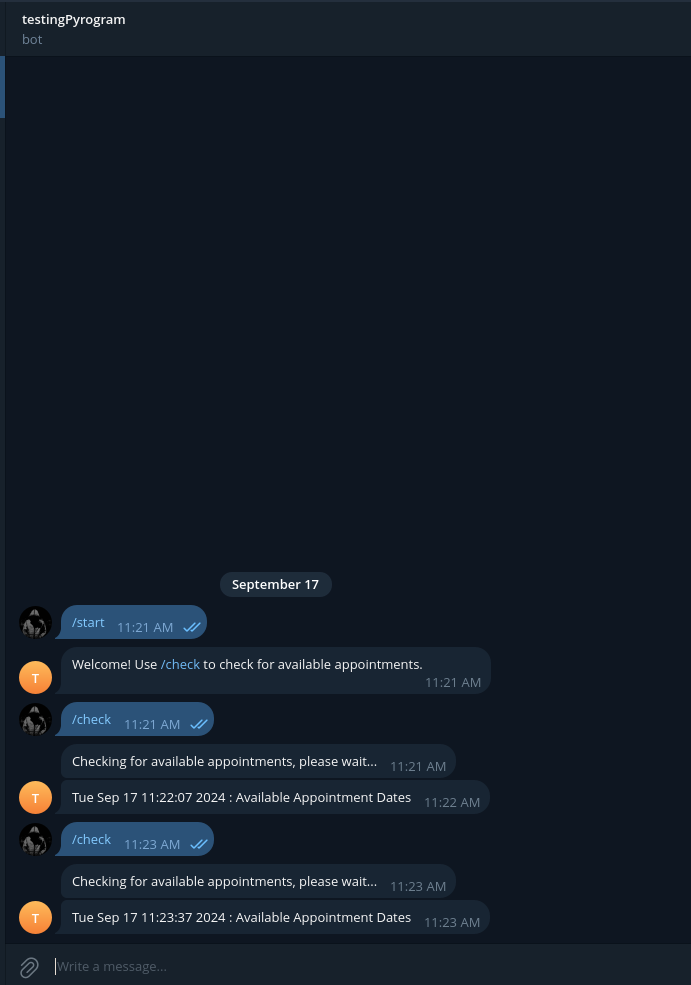 testingPyrogram
bot
September 17
/start 11:21 AM
T
Welcome! Use /check to check for available appointments.
11:21 AM
/check 11:21 AM
Checking for available appointments, please wait... 11:21 AM
T
Tue Sep 17 11:22:07 2024 : Available Appointment Dates 11:22 AM
/check 11:23 AM
Checking for available appointments, please wait... 11:23 AM
T
Tue Sep 17 11:23:37 2024 : Available Appointment Dates 11:23 AM
Write a message...